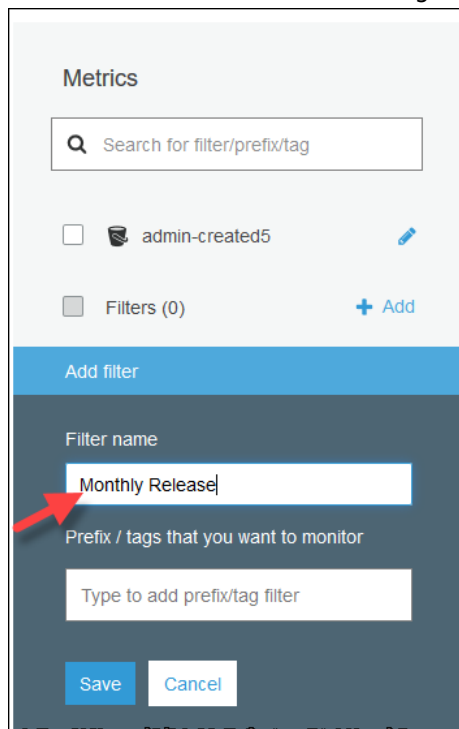 Metrics
Search for filter/prefix/tag
admin-created5
Filters (0) + Add
Add filter
Filter name
Monthly Release
Prefix / tags that you want to monitor
Type to add prefix/tag filter
Save Cancel